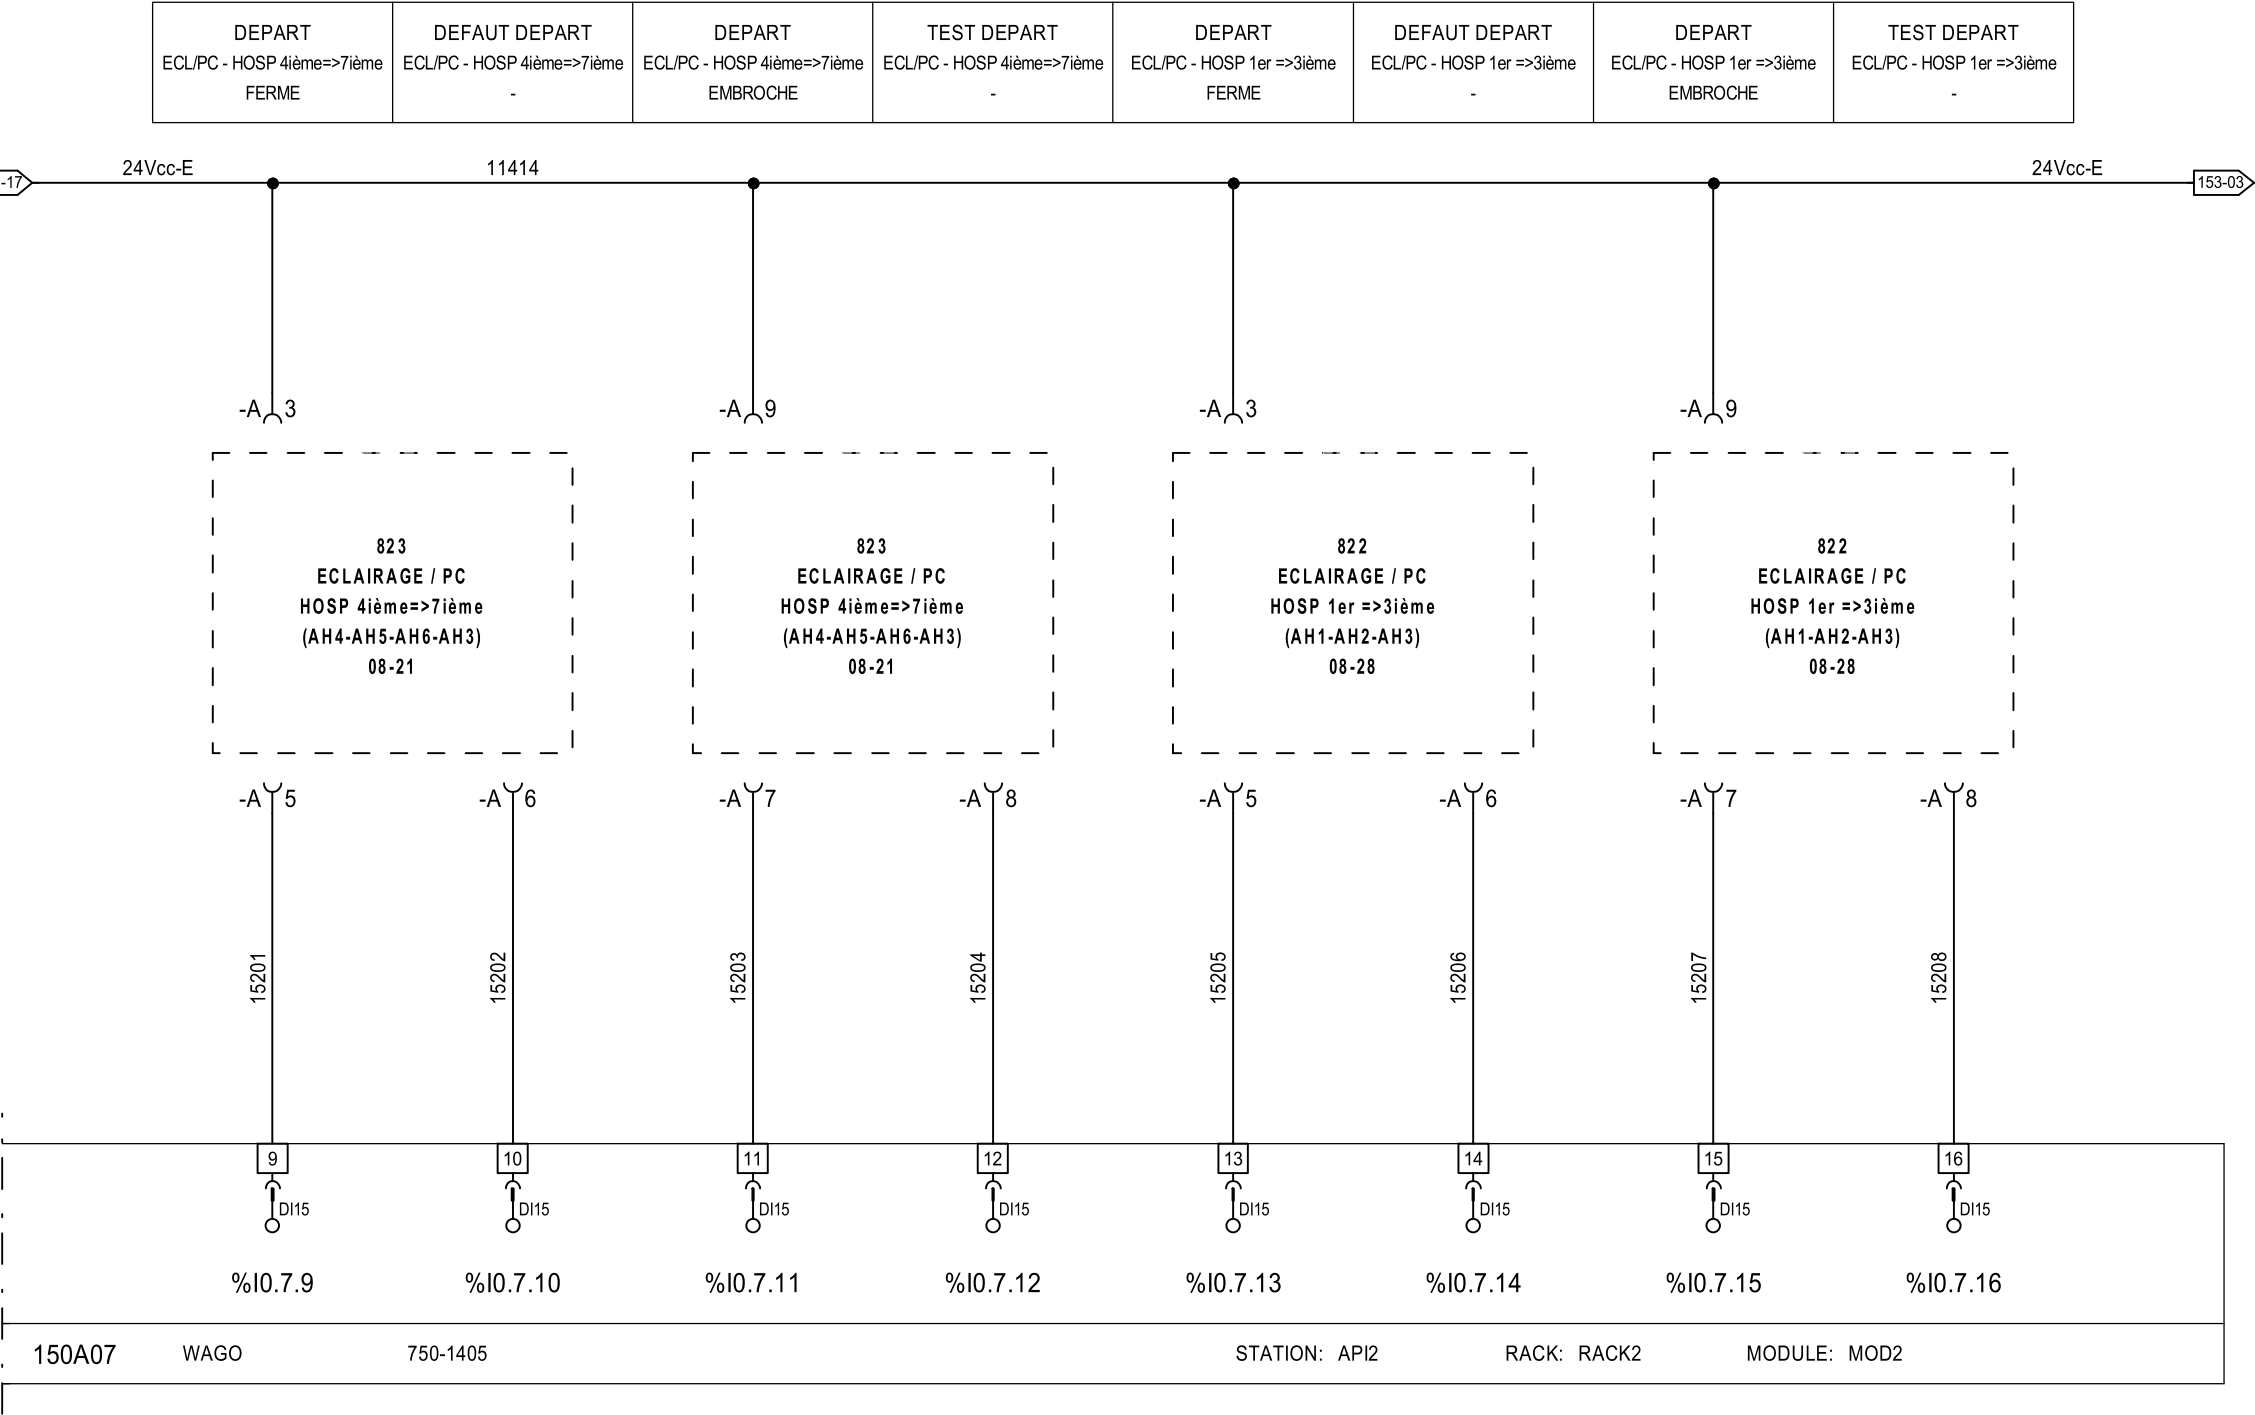 DEPART
ECL/PC - HOSP 4ième=>7ième
FERME
DEFAUT DEPART
ECL/PC - HOSP 4ième=>7ième
-
DEPART
ECL/PC - HOSP 4ième=>7ième
EMBROCHE
TEST DEPART
ECL/PC - HOSP 4ième=>7ième
-
DEPART
ECL/PC - HOSP 1er =>3ième
FERME
DEFAUT DEPART
ECL/PC - HOSP 1er =>3ième
-
DEPART
ECL/PC - HOSP 1er =>3ième
EMBROCHE
TEST DEPART
ECL/PC - HOSP 1er =>3ième
-
-17 24Vcc-E 11414 24Vcc-E 153-03
-A 3 -A 9 -A 3 -A 9
823
ECLAIRAGE / PC
HOSP 4ième=>7ième
(AH4-AH5-AH6-AH3)
08-21
823
ECLAIRAGE / PC
HOSP 4ième=>7ième
(AH4-AH5-AH6-AH3)
08-21
822
ECLAIRAGE / PC
HOSP 1er =>3ième
(AH1-AH2-AH3)
08-28
822
ECLAIRAGE / PC
HOSP 1er =>3ième
(AH1-AH2-AH3)
08-28
-A 5 -A 6 -A 7 -A 8 -A 5 -A 6 -A 7 -A 8
15201 15202 15203 15204 15205 15206 15207 15208
9 10 11 12 13 14 15 16
DI15 DI15 DI15 DI15 DI15 DI15 DI15 DI15
%I0.7.9 %I0.7.10 %I0.7.11 %I0.7.12 %I0.7.13 %I0.7.14 %I0.7.15 %I0.7.16
150A07 WAGO 750-1405 STATION: API2 RACK: RACK2 MODULE: MOD2